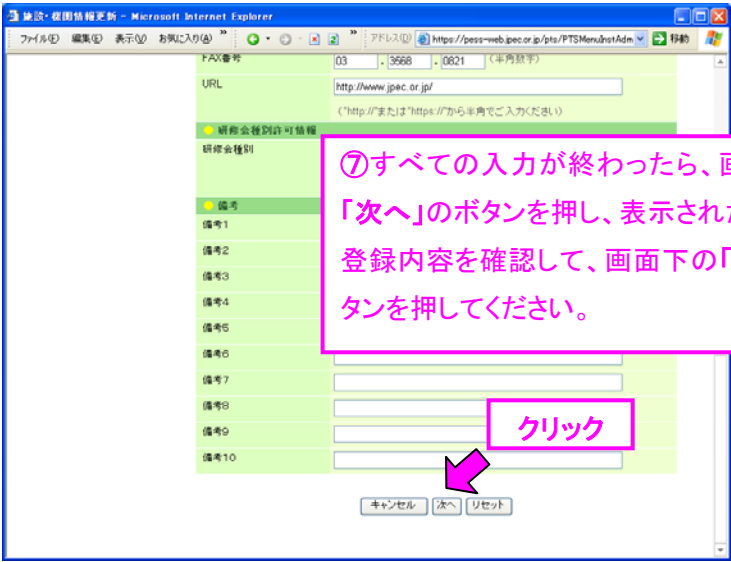 施設・機関情報更新 - Microsoft Internet Explorer
ファイル(F) 編集(E) 表示(V) お気に入り(A) » » アドレス(D) https://pess-web.jpec.or.jp/pts/PTSMenuInstAdm 移動
FAX番号 03 - 3568 - 0821 (半角数字)
URL http://www.jpec.or.jp/
("http://"または"https://"から半角でご入力ください)
研修会種別許可情報
研修会種別
⑦すべての入力が終わったら、画
「次へ」のボタンを押し、表示された
登録内容を確認して、画面下の「
タンを押してください。
備考
備考1
備考2
備考3
備考4
備考5
備考6
備考7
備考8
備考9
備考10
クリック
キャンセル 次へ リセット